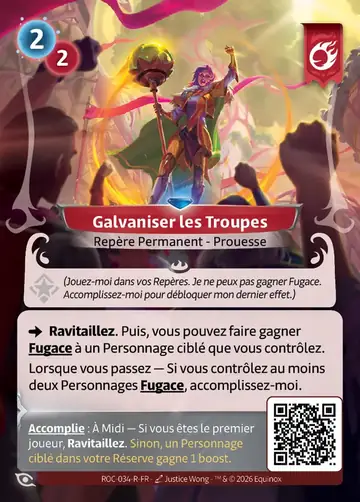 2
2
Galvaniser les Troupes
Repère Permanent - Prouesse
(Jouez-moi dans vos Repères. Je ne peux pas gagner Fugace.
Accomplissez-moi pour débloquer mon dernier effet.)
Ravitaillez. Puis, vous pouvez faire gagner
Fugace à un Personnage ciblé que vous contrôlez.
Lorsque vous passez — Si vous contrôlez au moins
deux Personnages Fugace, accomplissez-moi.
Accomplie : À Midi — Si vous êtes le premier
joueur, Ravitaillez. Sinon, un Personnage
ciblé dans votre Réserve gagne 1 boost.
ROC-034-R-FR - Justice Wong - ™ & © 2026 Equinox